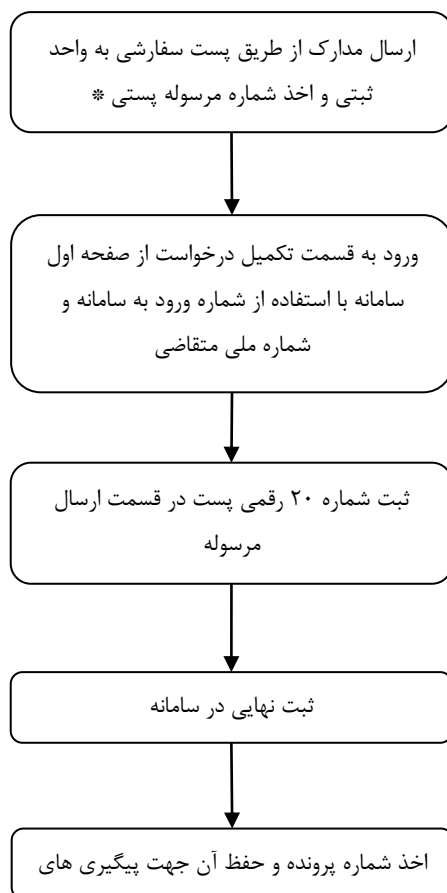 ارسال مدارک از طریق پست سفارشی به واحد
ثبتی و اخذ شماره مرسوله پستی *
ورود به قسمت تکمیل درخواست از صفحه اول
سامانه با استفاده از شماره ورود به سامانه و
شماره ملی متقاضی
ثبت شماره ۲۰ رقمی پست در قسمت ارسال
مرسوله
ثبت نهایی در سامانه
اخذ شماره پرونده و حفظ آن جهت پیگیری های